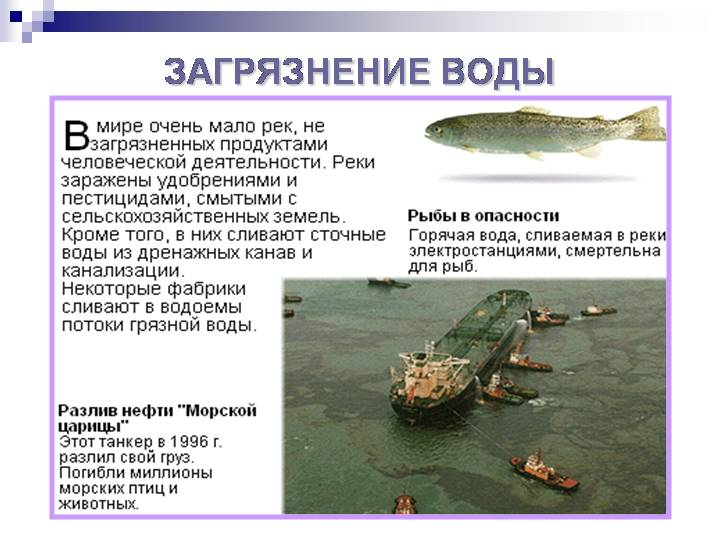 ЗАГРЯЗНЕНИЕ ВОДЫ
В мире очень мало рек, не
загрязненных продуктами
человеческой деятельности. Реки
заражены удобрениями и
пестицидами, смытыми с
сельскохозяйственных земель.
Кроме того, в них сливают сточные
воды из дренажных канав и
канализации.
Некоторые фабрики
сливают в водоемы
потоки грязной воды.
Рыбы в опасности
Горячая вода, сливаемая в реки
электростанциями, смертельна
для рыб.
Разлив нефти "Морской
царицы"
Этот танкер в 1996 г.
разлил свой груз.
Погибли миллионы
морских птиц и
животных.